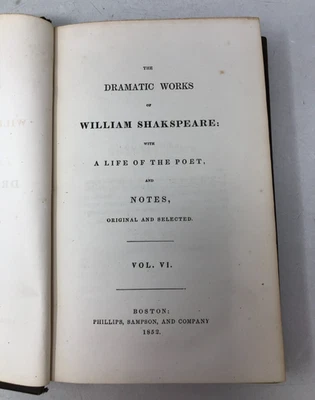 THE
DRAMATIC WORKS
OF
WILLIAM SHAKSPEARE:
WITH
A LIFE OF THE POET,
AND
NOTES,
ORIGINAL AND SELECTED.
VOL. VI.
BOSTON:
PHILLIPS, SAMPSON, AND COMPANY
1852.